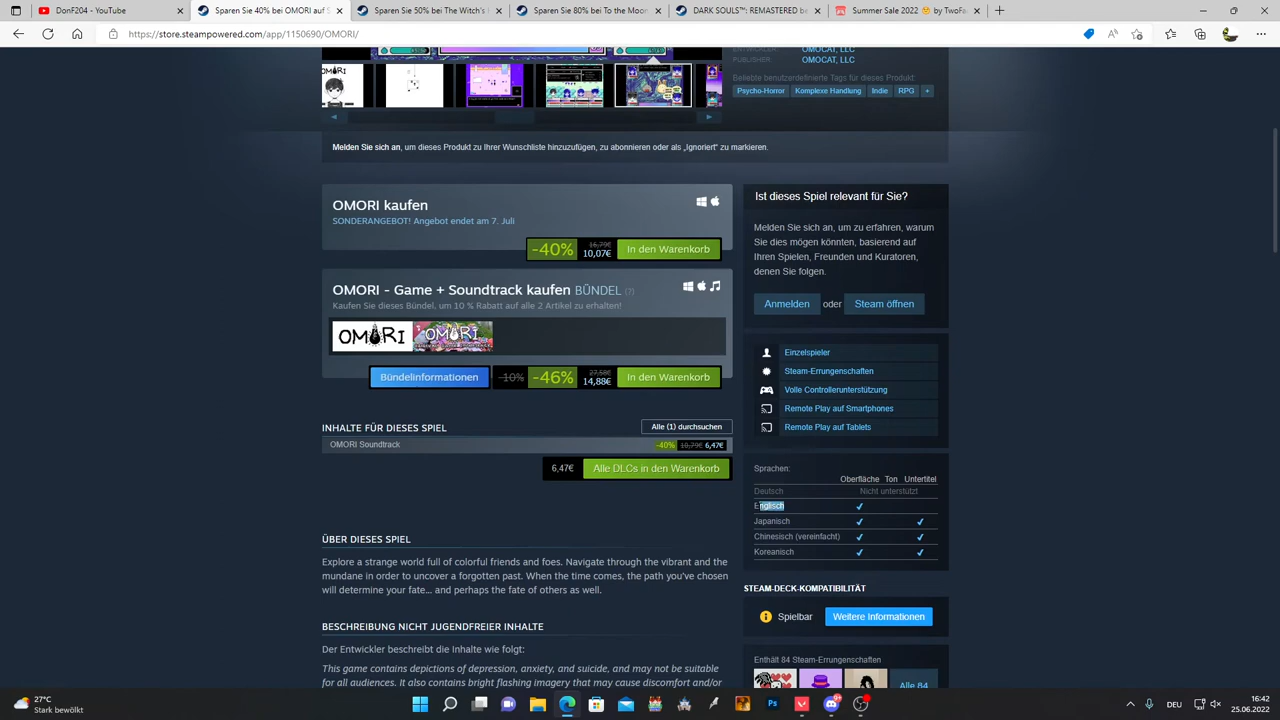 DonF204 - YouTube
Sparen Sie 40% bei OMORI auf S
Sparen Sie 50% bei The Witch's
Sparen Sie 80% bei To the Moon
DARK SOULS™: REMASTERED be
Summer Sale 2022 🙂 by TwoFa
https://store.steampowered.com/app/1150690/OMORI/
OMORI
ENTWICKLER: OMOCAT, LLC
PUBLISHER: OMOCAT, LLC
Beliebte benutzerdefinierte Tags für dieses Produkt:
Psycho-Horror Komplexe Handlung Indie RPG +
Melden Sie sich an, um dieses Produkt zu Ihrer Wunschliste hinzuzufügen, zu abonnieren oder als „Ignoriert“ zu markieren.
OMORI kaufen
SONDERANGEBOT! Angebot endet am 7. Juli
-40% 16,79€ 10,07€ In den Warenkorb
OMORI - Game + Soundtrack kaufen BÜNDEL (?)
Kaufen Sie dieses Bündel, um 10 % Rabatt auf alle 2 Artikel zu erhalten!
OMORI OMORI
Bündelinformationen -10% -46% 27,58€ 14,88€ In den Warenkorb
INHALTE FÜR DIESES SPIEL Alle (1) durchsuchen
OMORI Soundtrack -40% 10,79€ 6,47€
6,47€ Alle DLCs in den Warenkorb
ÜBER DIESES SPIEL
Explore a strange world full of colorful friends and foes. Navigate through the vibrant and the
mundane in order to uncover a forgotten past. When the time comes, the path you've chosen
will determine your fate... and perhaps the fate of others as well.
BESCHREIBUNG NICHT JUGENDFREIER INHALTE
Der Entwickler beschreibt die Inhalte wie folgt:
This game contains depictions of depression, anxiety, and suicide, and may not be suitable
for all audiences. It also contains bright flashing imagery that may cause discomfort and/or
Ist dieses Spiel relevant für Sie?
Melden Sie sich an, um zu erfahren, warum
Sie dies mögen könnten, basierend auf
Ihren Spielen, Freunden und Kuratoren,
denen Sie folgen.
Anmelden oder Steam öffnen
Einzelspieler
Steam-Errungenschaften
Volle Controllerunterstützung
Remote Play auf Smartphones
Remote Play auf Tablets
Sprachen:
Oberfläche Ton Untertitel
Deutsch Nicht unterstützt
Englisch ✔
Japanisch ✔ ✔
Chinesisch (vereinfacht) ✔ ✔
Koreanisch ✔ ✔
STEAM-DECK-KOMPATIBILITÄT
Spielbar Weitere Informationen
Enthält 84 Steam-Errungenschaften
Alle 84
27°C
Stark bewölkt
DEU
16:42
25.06.2022